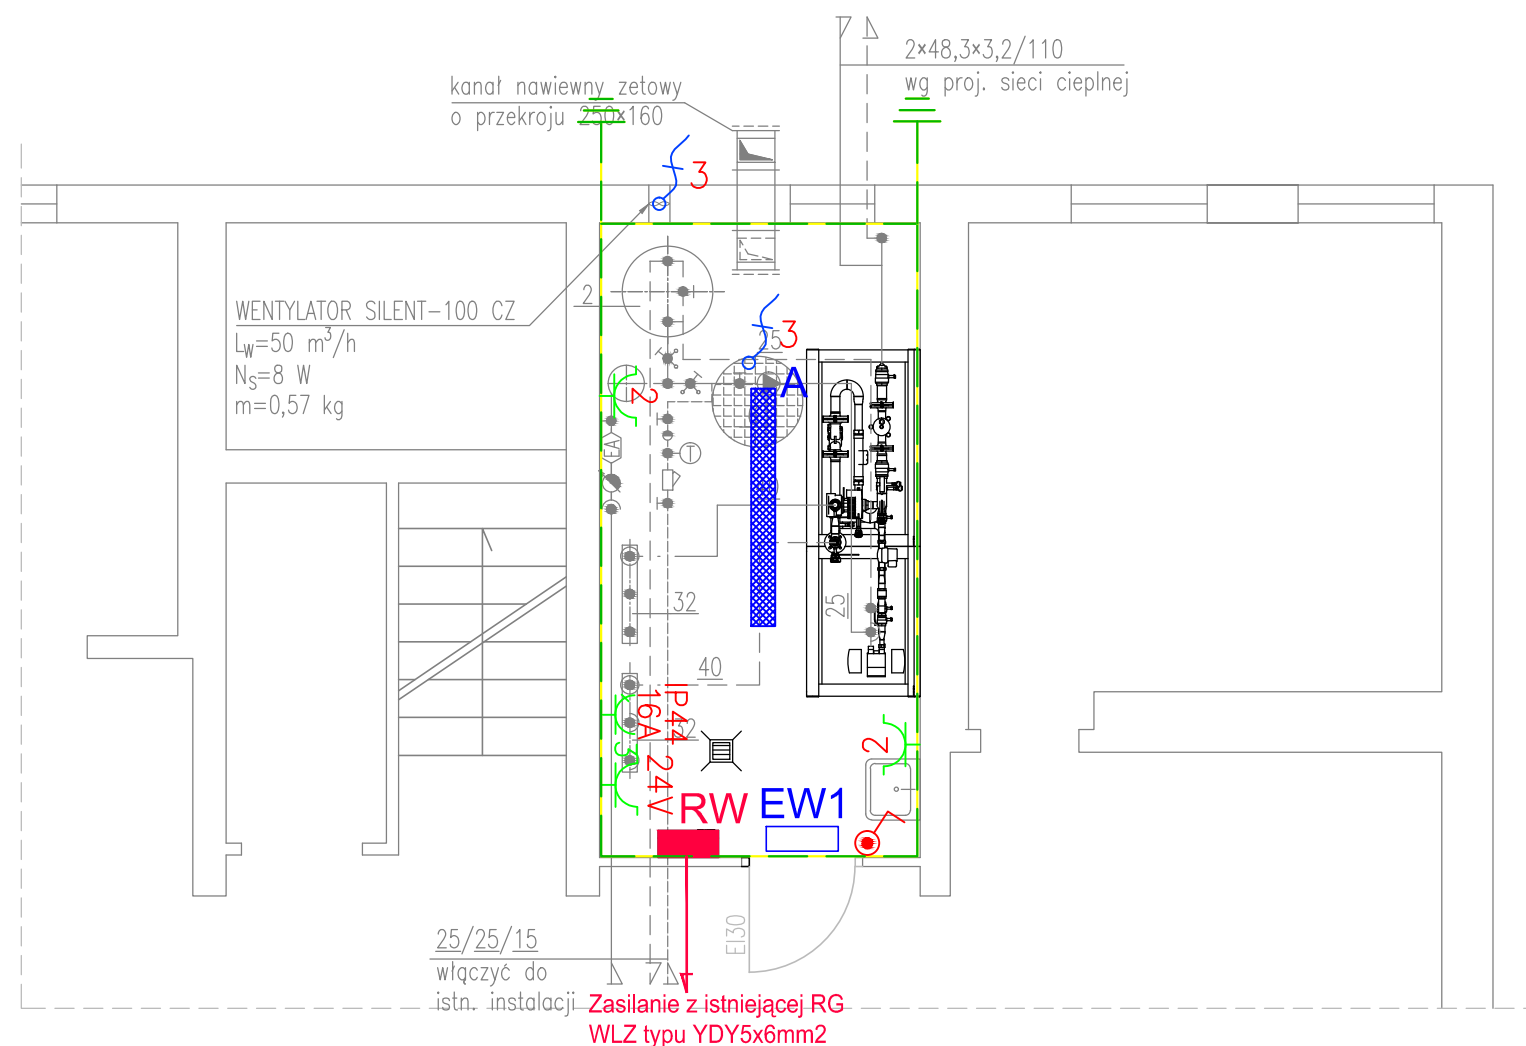 2×48,3×3,2/110
wg proj. sieci cieplnej
kanał nawiewny zetowy
o przekroju 250×160
3
WENTYLATOR SILENT-100 CZ
Lw=50 m³/h
Ns=8 W
m=0,57 kg
2
3
25
A
2
EA
T
32
25
40
IP44
16A
32
3
24V
2
RW
EW1
1
EI30
25/25/15
włączyć do
istn. instalacji
Zasilanie z istniejącej RG
WLZ typu YDY5x6mm2